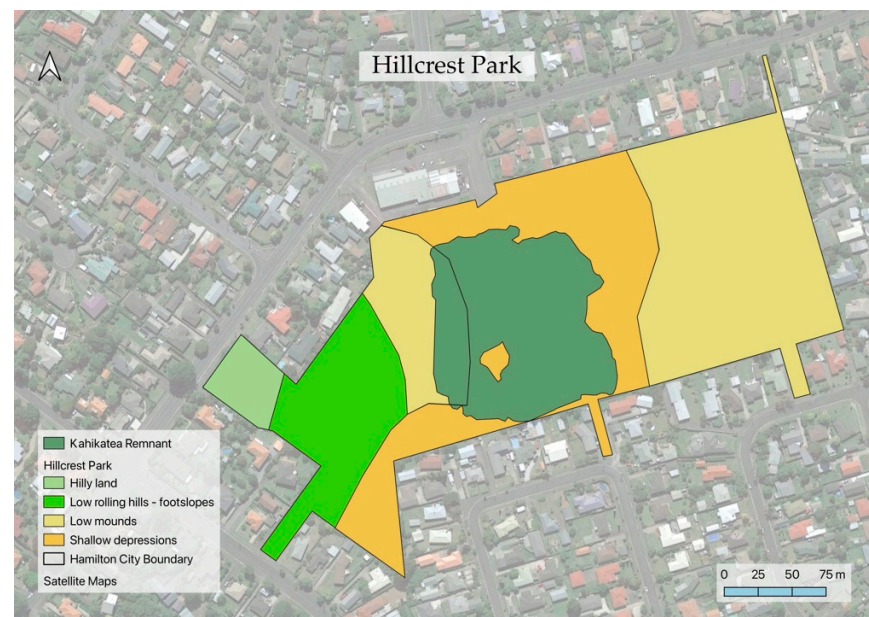 Hillcrest Park
Kahikatea Remnant
Hillcrest Park
Hilly land
Low rolling hills - footslopes
Low mounds
Shallow depressions
Hamilton City Boundary
Satellite Maps
0 25 50 75 m